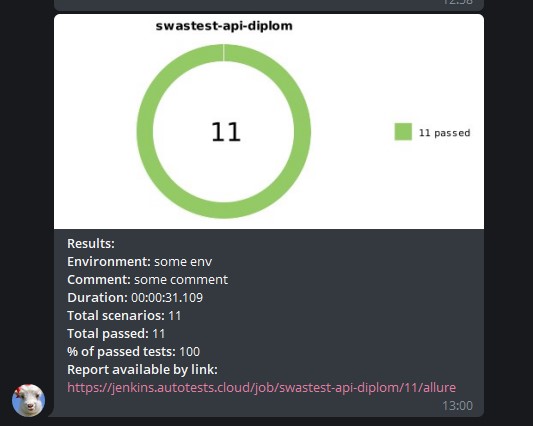 12:58
swastest-api-diplom
11
11 passed
Results:
Environment: some env
Comment: some comment
Duration: 00:00:31.109
Total scenarios: 11
Total passed: 11
% of passed tests: 100
Report available by link:
https://jenkins.autotests.cloud/job/swastest-api-diplom/11/allure
13:00